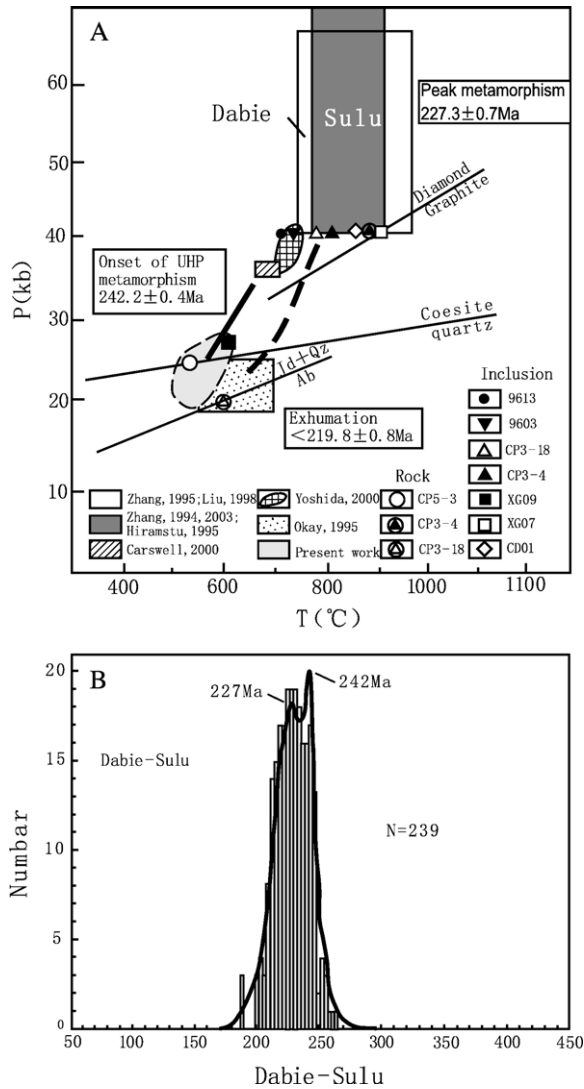 A
60
50
40
30
20
10
P(kb)
Dabie
Sulu
Peak metamorphism
227.3±0.7Ma
Diamond
Graphite
Onset of UHP
metamorphism
242.2±0.4Ma
Coesite
quartz
Jd+Qz
Ab
Exhumation
<219.8±0.8Ma
Inclusion
9613
9603
CP3-18
CP3-4
XG09
XG07
CD01
Rock
CP5-3
CP3-4
CP3-18
Zhang, 1995;Liu, 1998
Zhang, 1994, 2003;
Hiramstu, 1995
Carswell, 2000
Yoshida, 2000
Okay, 1995
Present work
400 600 800 1000 1100
T(℃)
B
20
15
10
5
0
Numbar
227Ma
242Ma
Dabie-Sulu
N=239
50 100 150 200 250 300 350 400 450
Dabie-Sulu